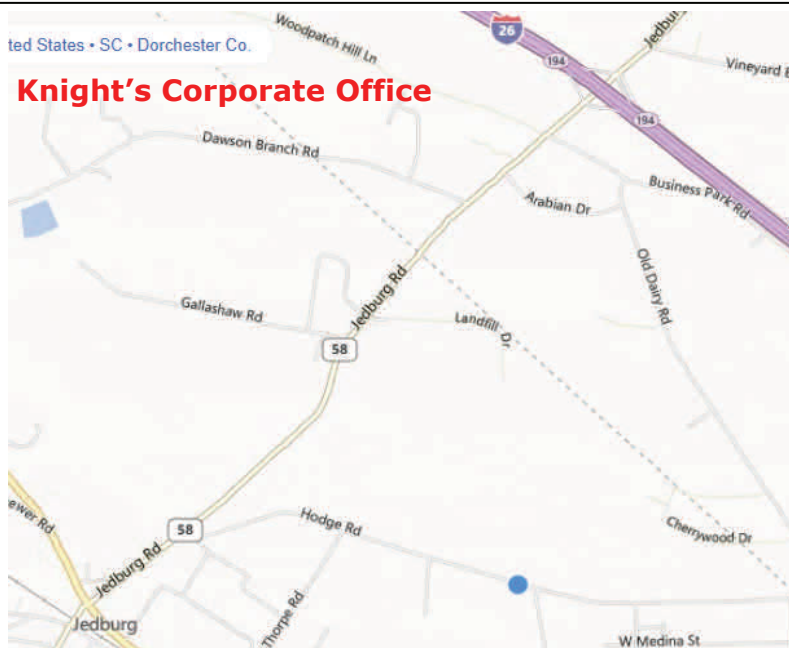 Woodpatch Hill Ln
26
Jedbu
ted States • SC • Dorchester Co.
194
Vineyard
Knight's Corporate Office
194
Dawson Branch Rd
Business Park Rd
Arabian Dr
Old Dairy Rd
Jedburg Rd
Gallashaw Rd
Landfill Dr
58
ewer Rd
58
Hodge Rd
Cherrywood Dr
Jedburg Rd
Thorpe Rd
Jedburg
W Medina St